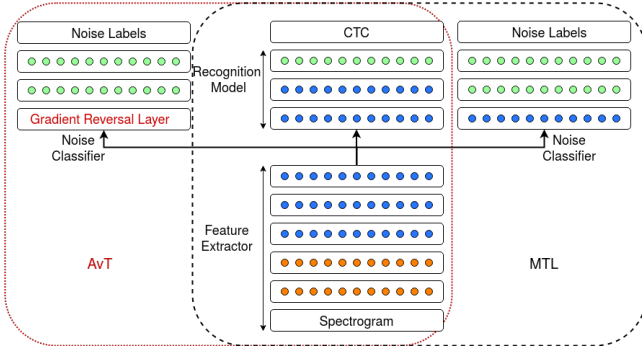 Noise Labels
CTC
Noise Labels
Recognition
Model
Gradient Reversal Layer
Noise
Classifier
Noise
Classifier
Feature
Extractor
AvT
MTL
Spectrogram